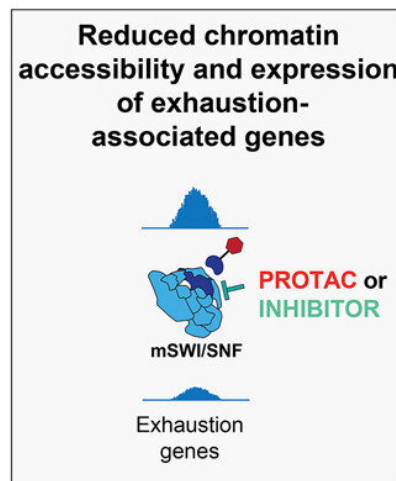 Reduced chromatin
accessibility and expression
of exhaustion-
associated genes
PROTAC or
INHIBITOR
mSWI/SNF
Exhaustion
genes